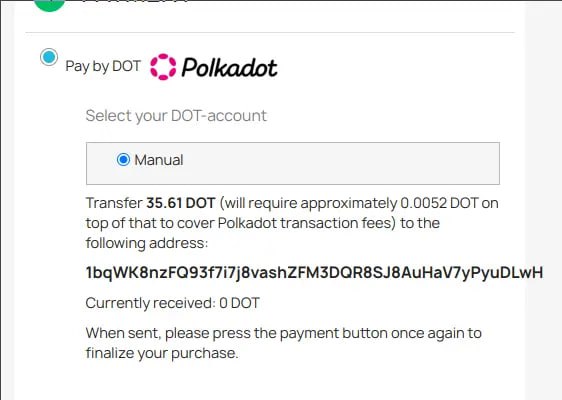 Pay by DOT Polkadot
Select your DOT-account
Manual
Transfer 35.61 DOT (will require approximately 0.0052 DOT on
top of that to cover Polkadot transaction fees) to the
following address:
1bqWK8nzFQ93f7i7j8vashZFM3DQR8SJ8AuHaV7yPyuDLwH
Currently received: 0 DOT
When sent, please press the payment button once again to
finalize your purchase.